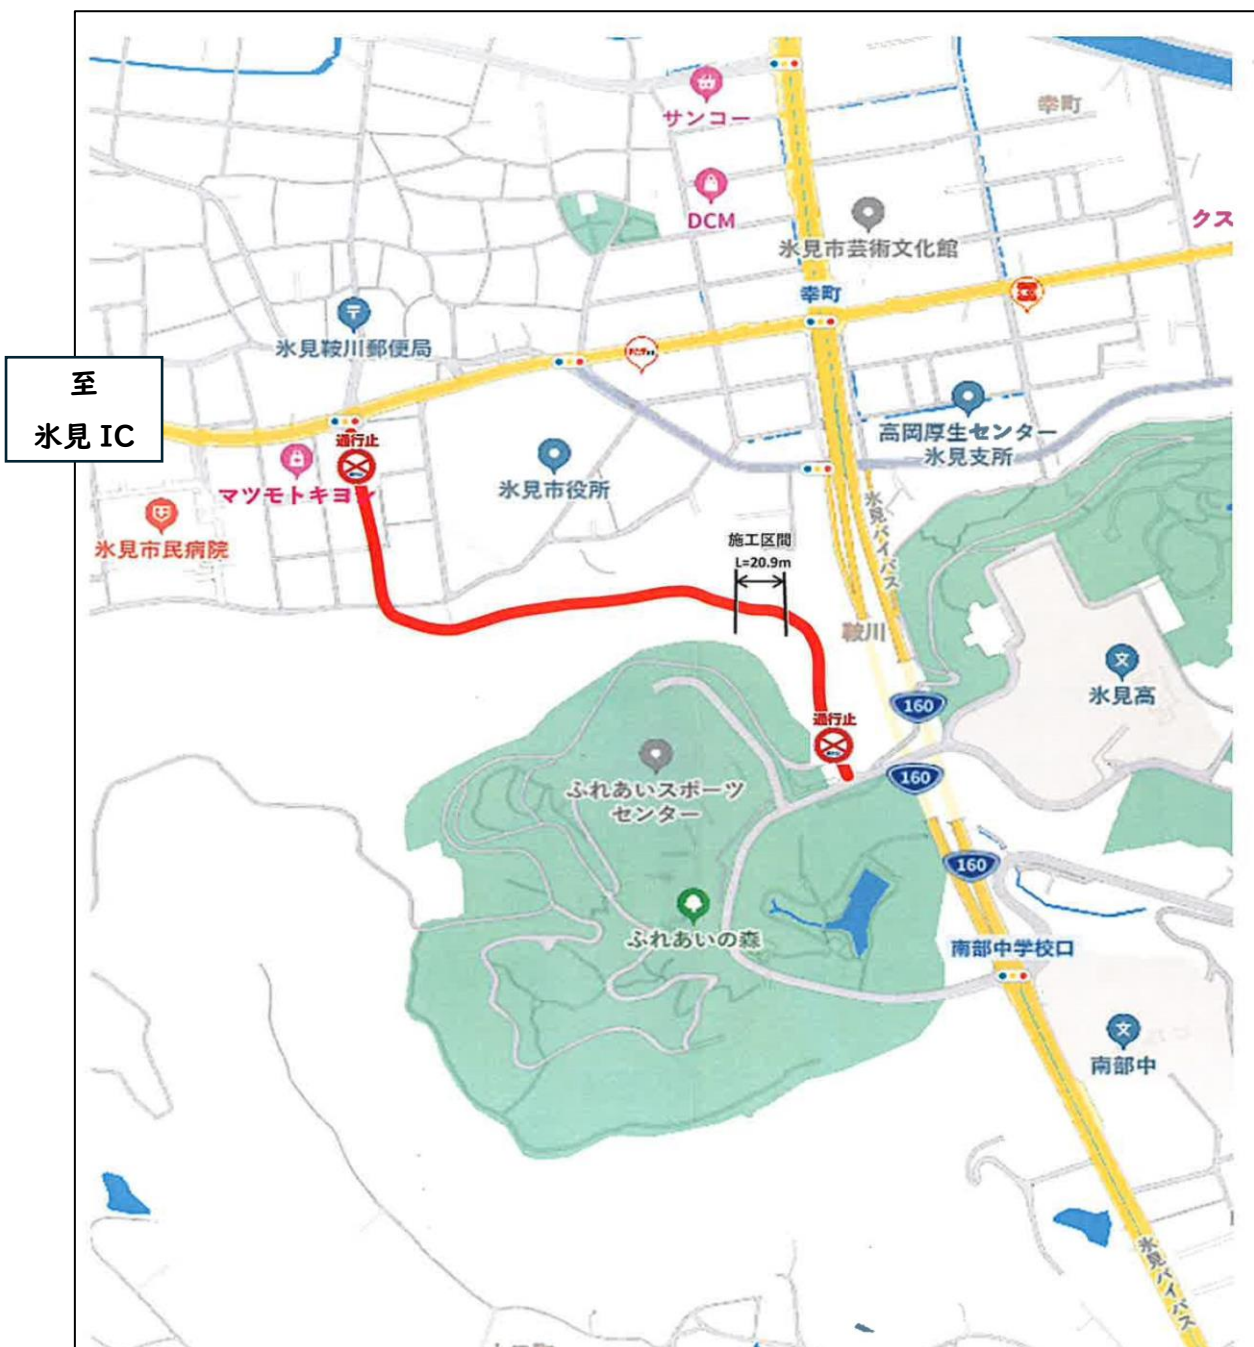 サンコー
幸町
DCM
クス
氷見市芸術文化館
幸町
氷見鞍川郵便局
至
氷見 IC
通行止
マツモトキヨシ
氷見市役所
高岡厚生センター
氷見支所
氷見市民病院
氷見バイパス
施工区間
L=20.9m
鞍川
氷見高
160
通行止
160
ふれあいスポーツ
センター
160
ふれあいの森
南部中学校口
南部中
氷見バイパス